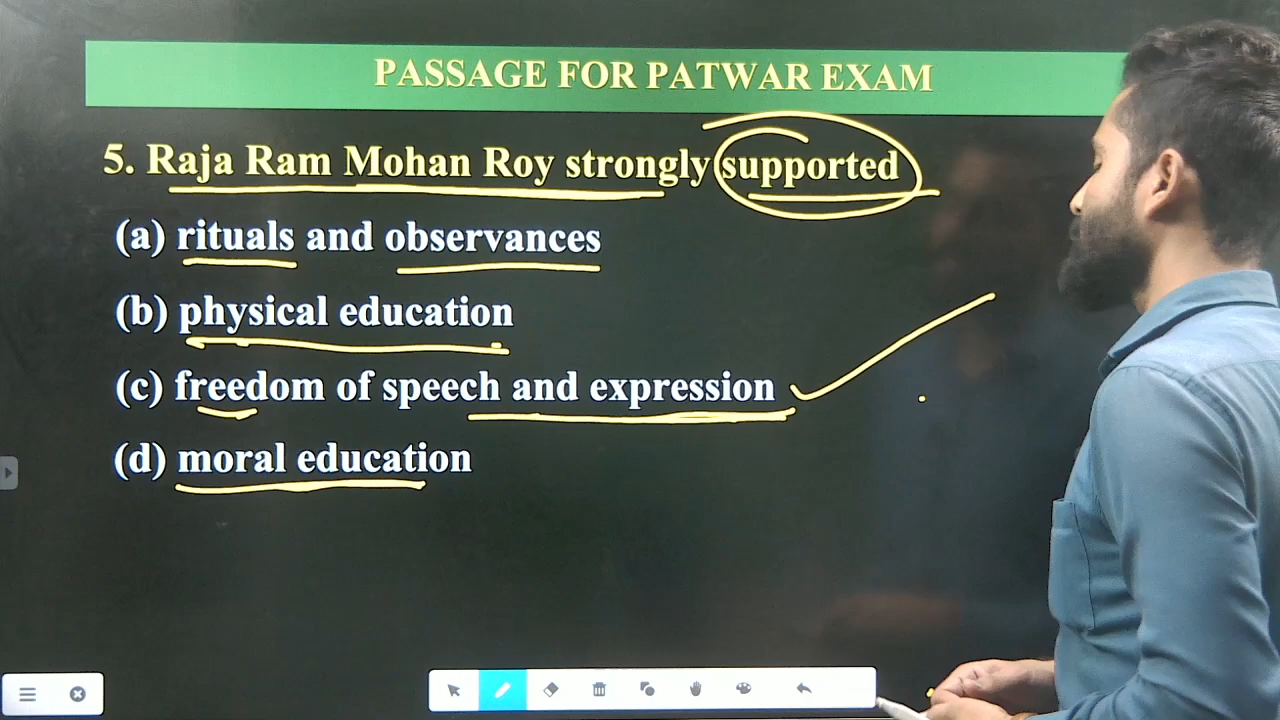 PASSAGE FOR PATWAR EXAM
5. Raja Ram Mohan Roy strongly supported
(a) rituals and observances
(b) physical education
(c) freedom of speech and expression
(d) moral education